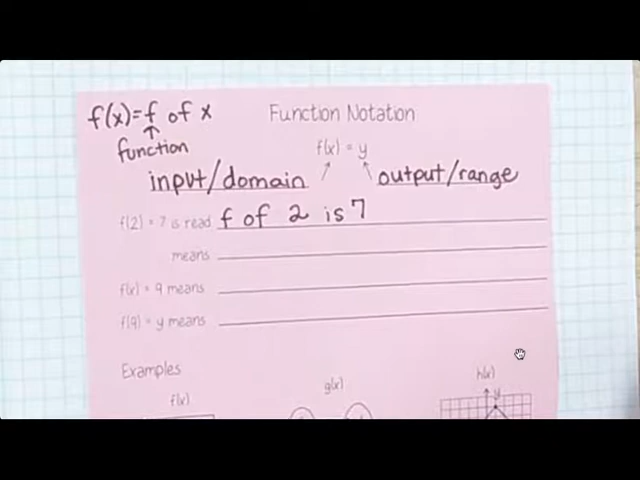 f(x)=f of x
Function Notation
function
f(x) = y
input/domain
output/range
f(2) = 7 is read f of 2 is 7
means
f(x) = 9 means
f(9) = y means
Examples
f(x)
g(x)
h(x)
y